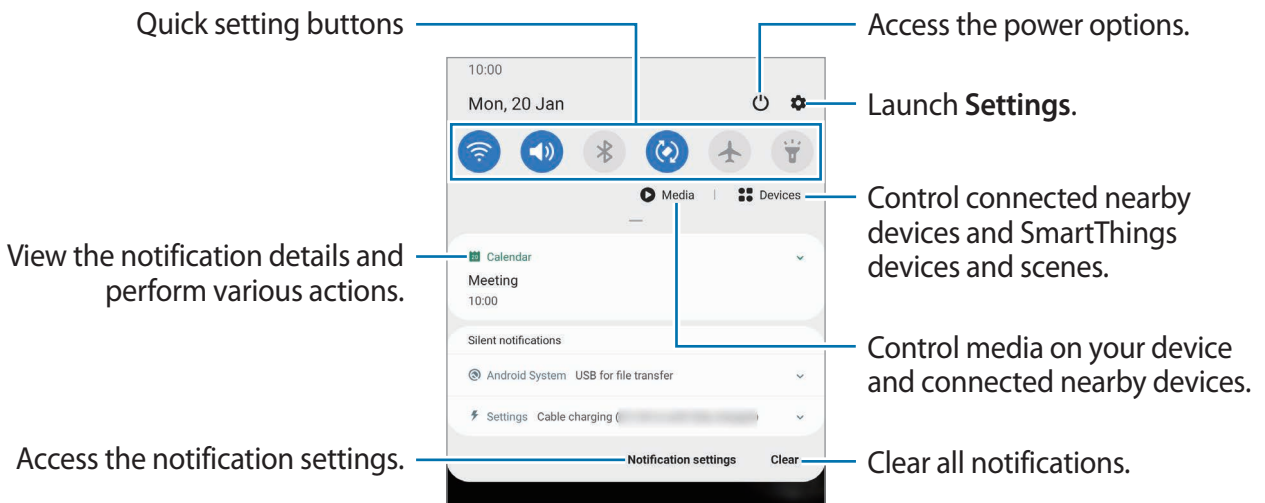 Quick setting buttons
Access the power options.
10:00
Mon, 20 Jan
Launch Settings.
Media
Devices
Control connected nearby
devices and SmartThings
devices and scenes.
View the notification details and
perform various actions.
Calendar
Meeting
10:00
Silent notifications
Android System USB for file transfer
Control media on your device
and connected nearby devices.
Settings Cable charging (
Access the notification settings.
Notification settings
Clear
Clear all notifications.